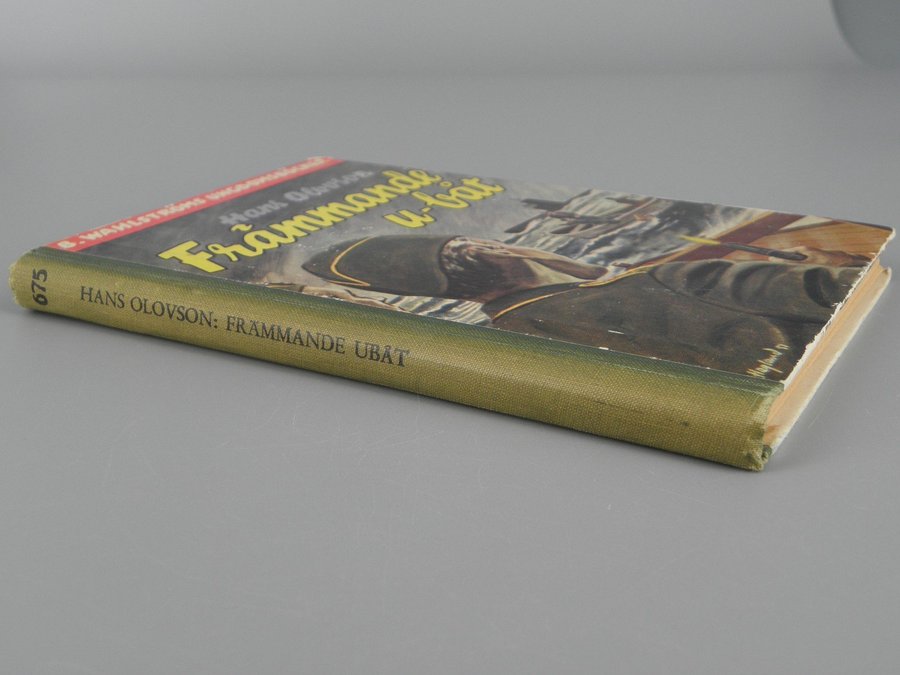 B. WAHLSTRÖMS UNGDOMSBÖCKER
Hans Olovson
Främmande
u-båt
675
HANS OLOVSON: FRÄMMANDE UBÅT